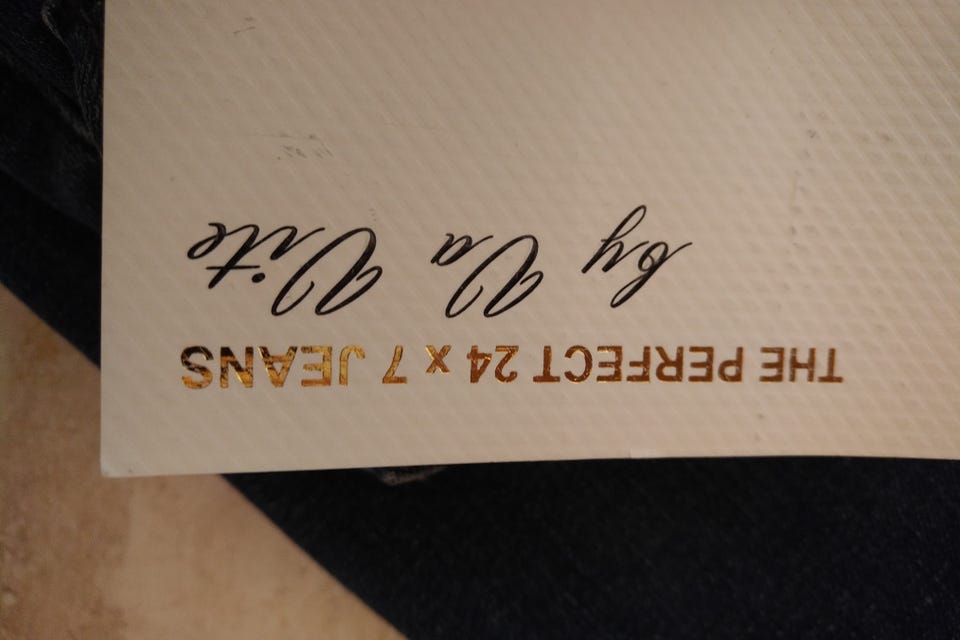 THE PERFECT 24 x 7 JEANS
by Va Vite